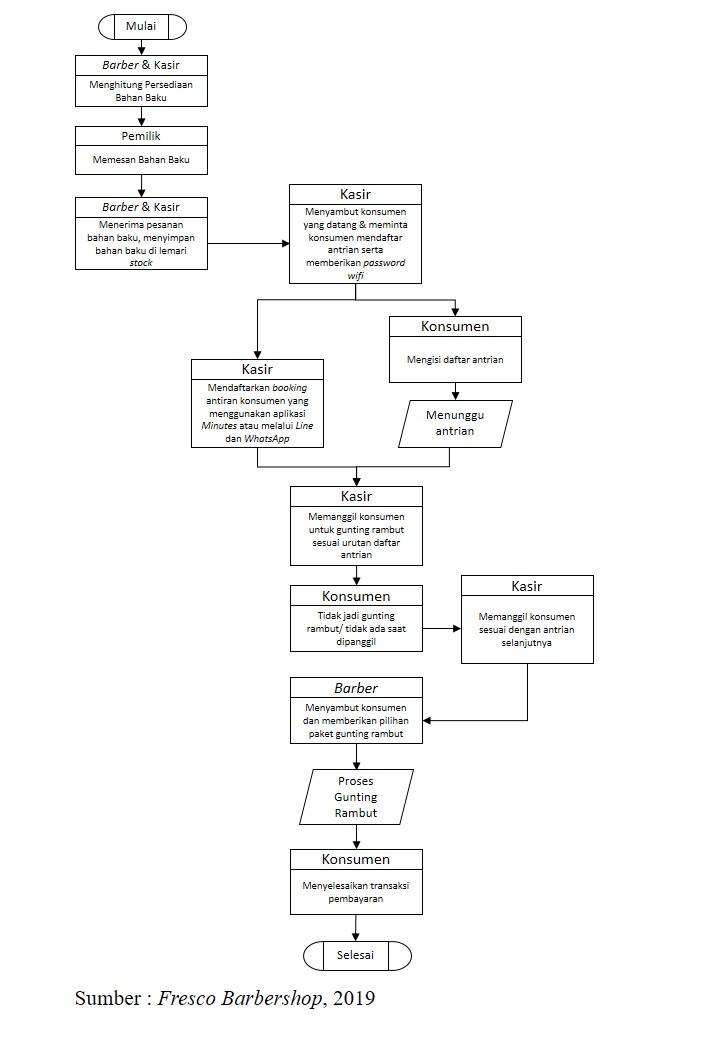 Mulai
Barber & Kasir
Menghitung Persediaan
Bahan Baku
Pemilik
Memesan Bahan Baku
Barber & Kasir
Menerima pesanan
bahan baku, menyimpan
bahan baku di lemari
stock
Kasir
Menyambut konsumen
yang datang & meminta
konsumen mendaftar
antrian serta
memberikan password
wifi
Konsumen
Mengisi daftar antrian
Menunggu
antrian
Kasir
Mendaftarkan booking
antiran konsumen yang
menggunakan aplikasi
Minutes atau melalui Line
dan WhatsApp
Kasir
Memanggil konsumen
untuk gunting rambut
sesuai urutan daftar
antrian
Konsumen
Tidak jadi gunting
rambut/ tidak ada saat
dipanggil
Kasir
Memanggil konsumen
sesuai dengan antrian
selanjutnya
Barber
Menyambut konsumen
dan memberikan pilihan
paket gunting rambut
Proses
Gunting
Rambut
Konsumen
Menyelesaikan transaksi
pembayaran
Selesai
Sumber : Fresco Barbershop, 2019